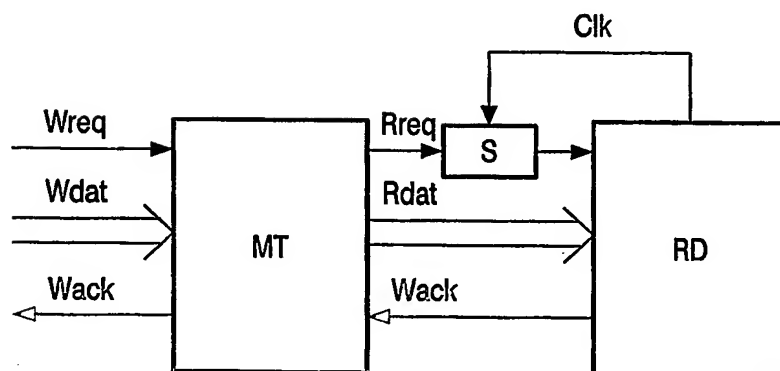 Clk
Wreq
Rreq
S
Wdat
Rdat
MT
RD
Wack
Wack